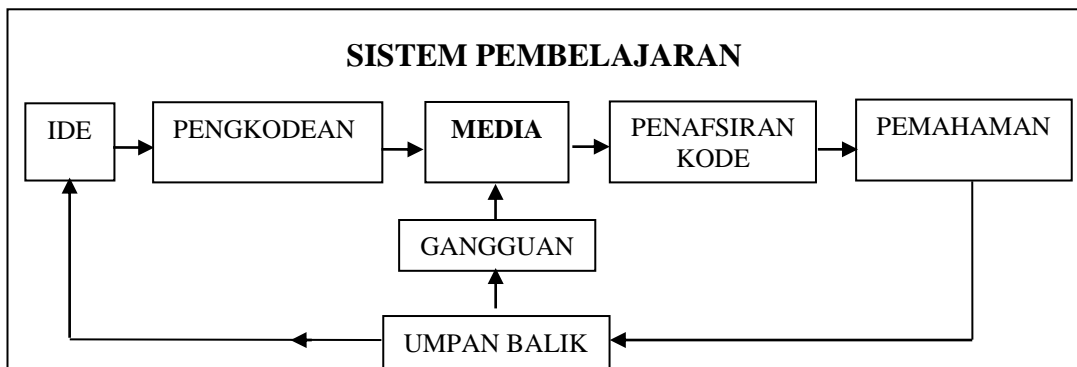 SISTEM PEMBELAJARAN
IDE
PENGKODEAN
MEDIA
PENAFSIRAN
KODE
PEMAHAMAN
GANGGUAN
UMPAN BALIK